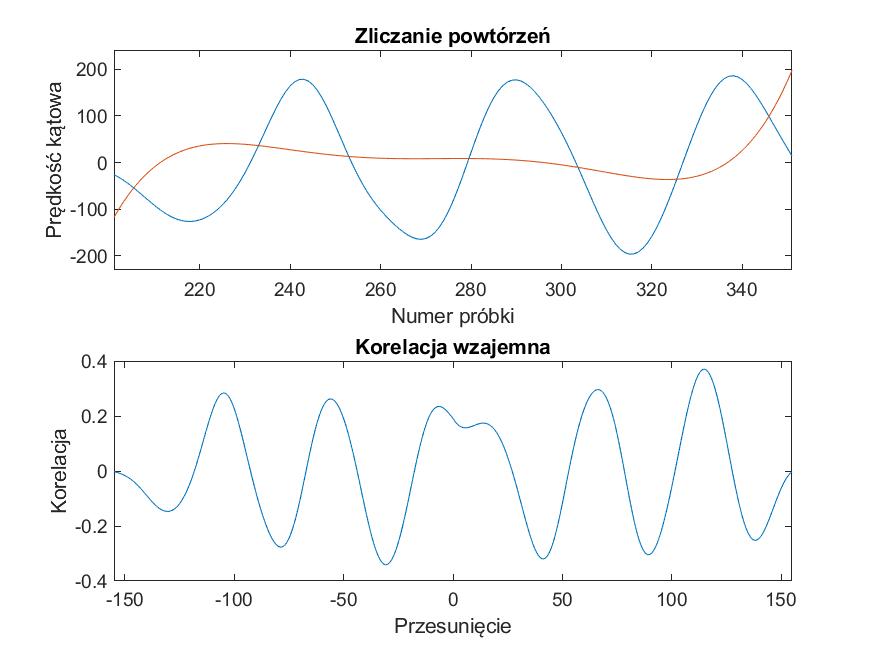 Zliczanie powtórzeń
200
100
0
-100
-200
Prędkość kątowa
220 240 260 280 300 320 340
Numer próbki
Korelacja wzajemna
0.4
0.2
0
-0.2
-0.4
Korelacja
-150 -100 -50 0 50 100 150
Przesunięcie